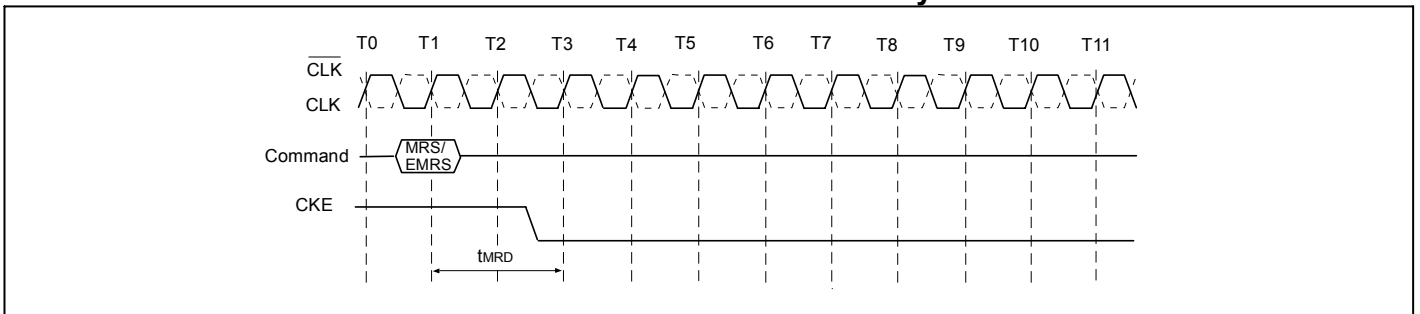 T0 T1 T2 T3 T4 T5 T6 T7 T8 T9 T10 T11
CLK
CLK
Command
MRS/
EMRS
CKE
tMRD